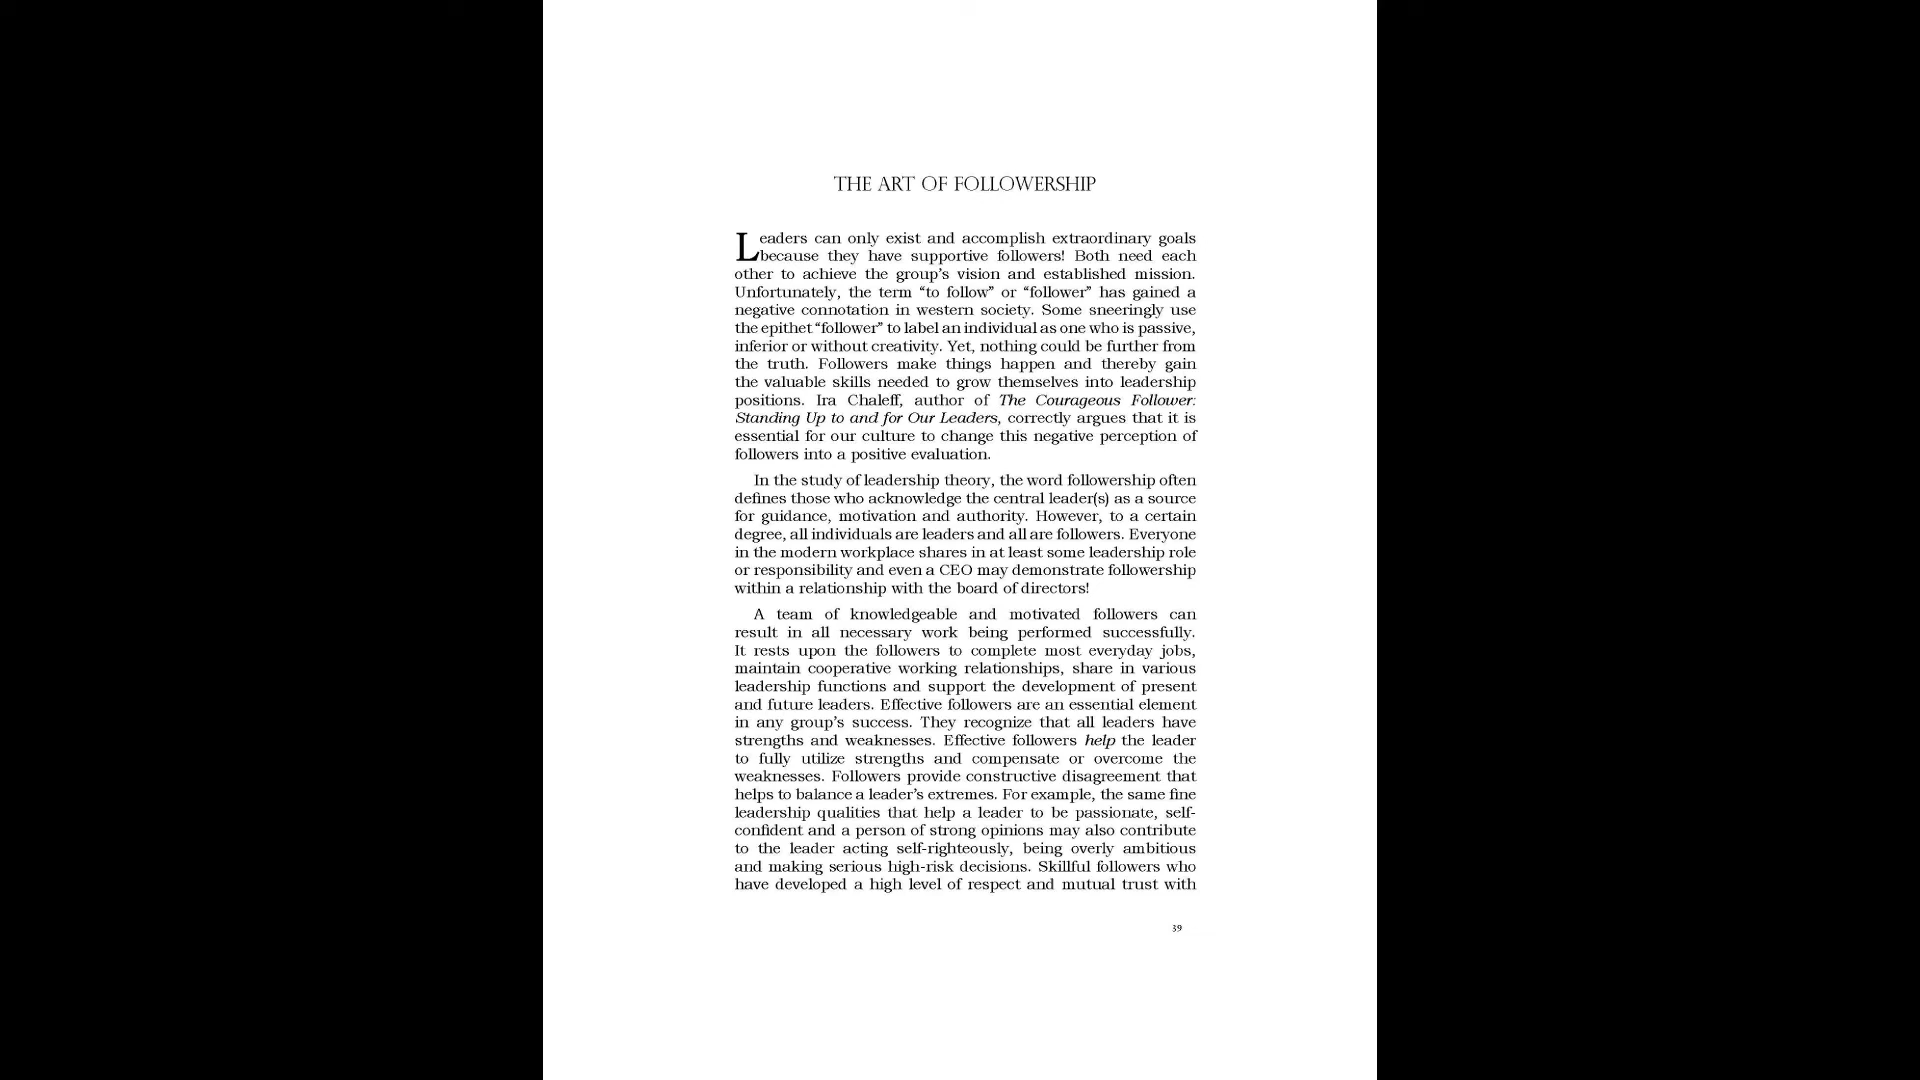 THE ART OF FOLLOWERSHIP
Leaders can only exist and accomplish extraordinary goals
because they have supportive followers! Both need each
other to achieve the group’s vision and established mission.
Unfortunately, the term “to follow” or “follower” has gained a
negative connotation in western society. Some sneeringly use
the epithet “follower” to label an individual as one who is passive,
inferior or without creativity. Yet, nothing could be further from
the truth. Followers make things happen and thereby gain
the valuable skills needed to grow themselves into leadership
positions. Ira Chaleff, author of The Courageous Follower:
Standing Up to and for Our Leaders, correctly argues that it is
essential for our culture to change this negative perception of
followers into a positive evaluation.
In the study of leadership theory, the word followership often
defines those who acknowledge the central leader(s) as a source
for guidance, motivation and authority. However, to a certain
degree, all individuals are leaders and all are followers. Everyone
in the modern workplace shares in at least some leadership role
or responsibility and even a CEO may demonstrate followership
within a relationship with the board of directors!
A team of knowledgeable and motivated followers can
result in all necessary work being performed successfully.
It rests upon the followers to complete most everyday jobs,
maintain cooperative working relationships, share in various
leadership functions and support the development of present
and future leaders. Effective followers are an essential element
in any group’s success. They recognize that all leaders have
strengths and weaknesses. Effective followers help the leader
to fully utilize strengths and compensate or overcome the
weaknesses. Followers provide constructive disagreement that
helps to balance a leader’s extremes. For example, the same fine
leadership qualities that help a leader to be passionate, self-
confident and a person of strong opinions may also contribute
to the leader acting self-righteously, being overly ambitious
and making serious high-risk decisions. Skillful followers who
have developed a high level of respect and mutual trust with
39